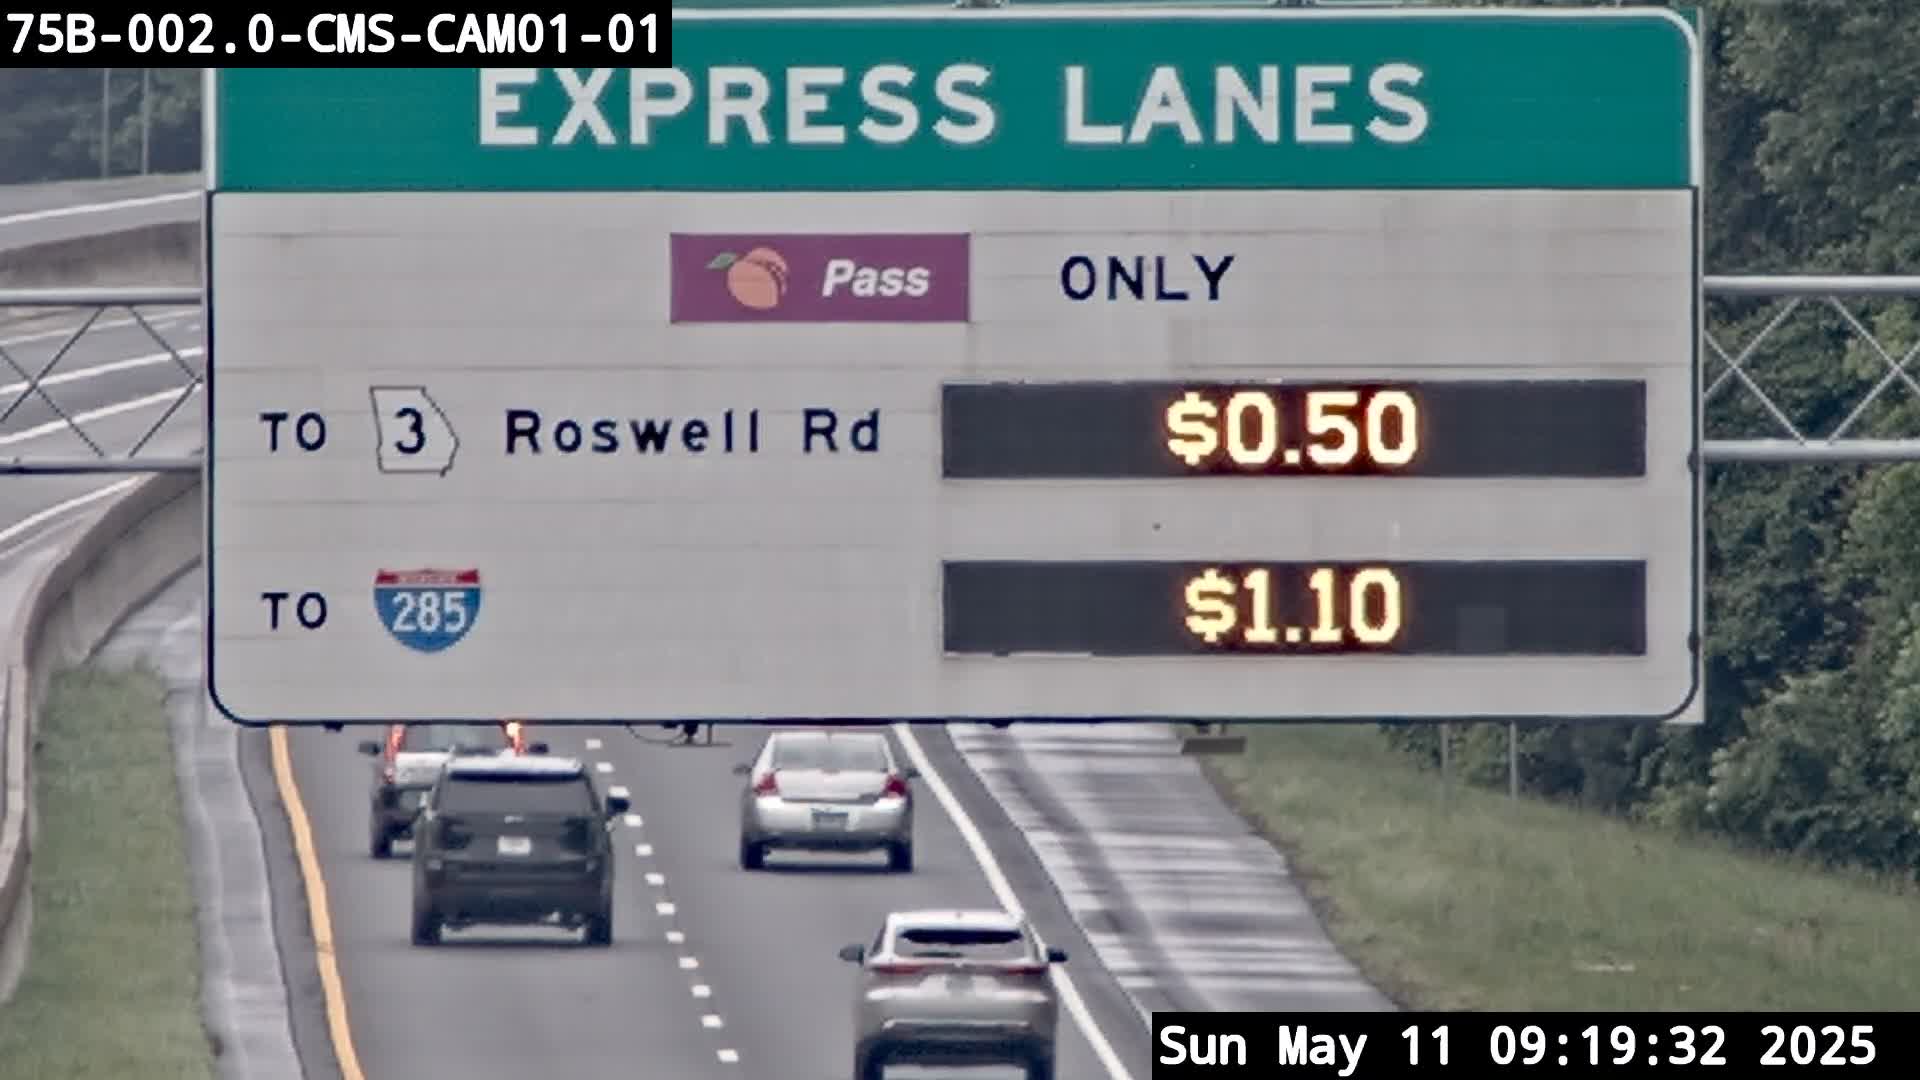 75B-002.0-CMS-CAM01-01
EXPRESS LANES
Pass ONLY
TO 3 Roswell Rd $0.50
TO 285 $1.10
Sun May 11 09:19:32 2025